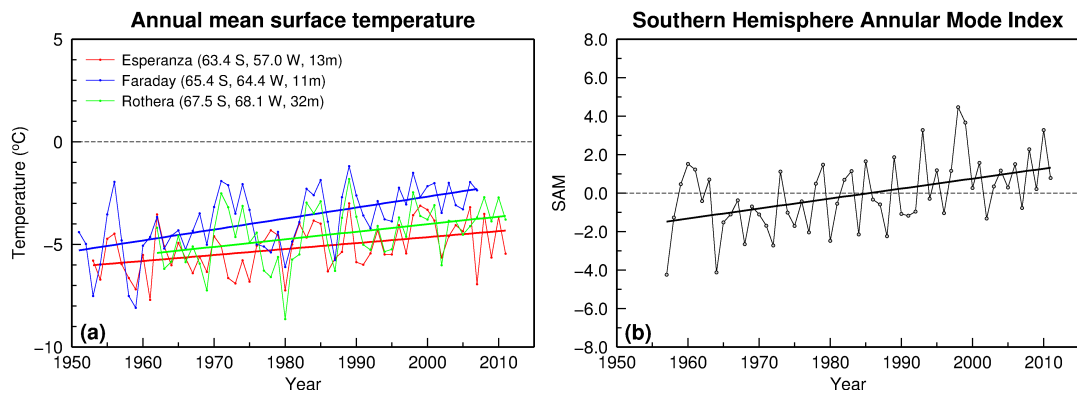 Annual mean surface temperature
5
0
−5
−10
Temperature (ºC)
Esperanza (63.4 S, 57.0 W, 13m)
Faraday (65.4 S, 64.4 W, 11m)
Rothera (67.5 S, 68.1 W, 32m)
(a)
1950 1960 1970 1980 1990 2000 2010
Year
Southern Hemisphere Annular Mode Index
8.0
6.0
4.0
2.0
0.0
−2.0
−4.0
−6.0
−8.0
SAM
(b)
1950 1960 1970 1980 1990 2000 2010
Year